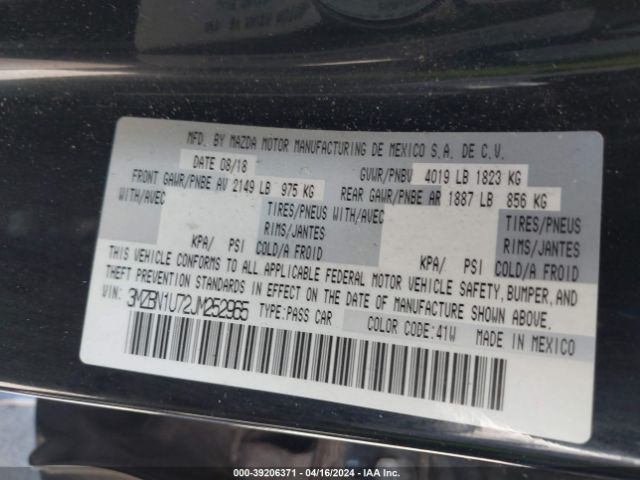 MFD. BY MAZDA MOTOR MANUFACTURING DE MEXICO S.A. DE C.V.
DATE 08/18 GVWR/PNBV 4019 LB 1823 KG
FRONT GAWR/PNBE AV 2149 LB 975 KG REAR GAWR/PNBE AR 1887 LB 856 KG
WITH/AVEC TIRES/PNEUS WITH/AVEC TIRES/PNEUS
RIMS/JANTES RIMS/JANTES
KPA/ PSI COLD/A FROID KPA/ PSI COLD/A FROID
THIS VEHICLE CONFORMS TO ALL APPLICABLE FEDERAL MOTOR VEHICLE SAFETY, BUMPER, AND
THEFT PREVENTION STANDARDS IN EFFECT ON THE DATE OF MANUFACTURE SHOWN ABOVE.
VIN: 3MZBN1U72JM252965 TYPE:PASS CAR COLOR CODE:41W MADE IN MEXICO
000-39206371 | 04/16/2024 | IAA Inc.